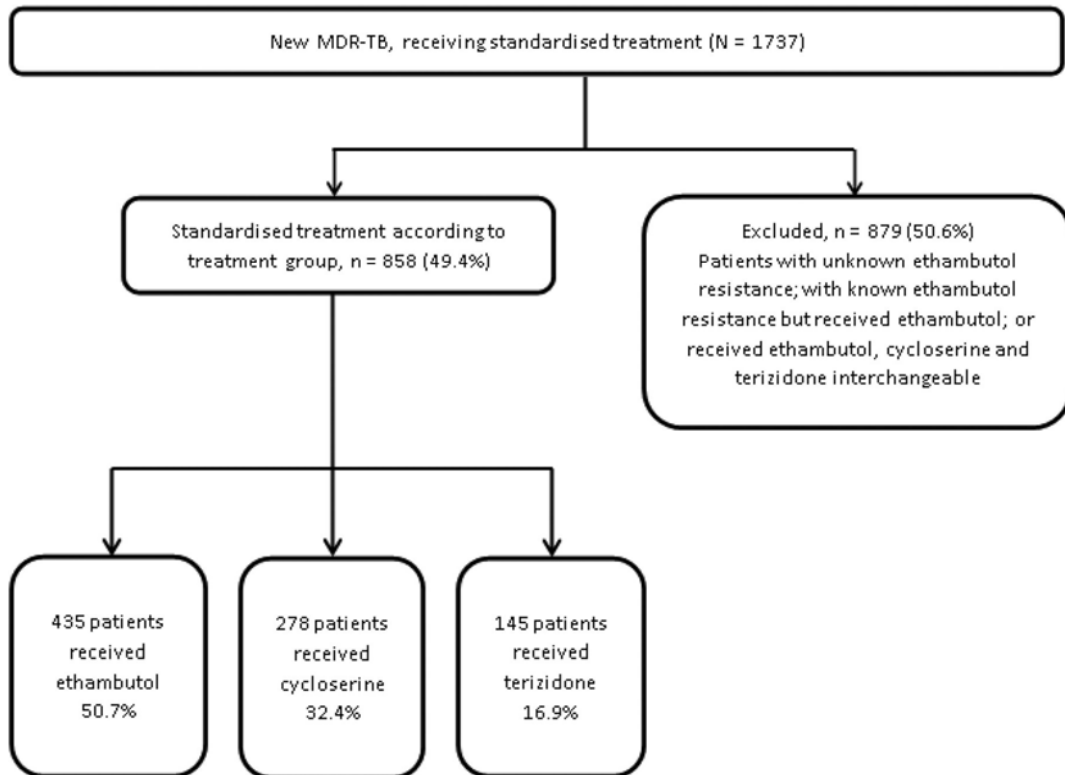 New MDR-TB, receiving standardised treatment (N = 1737)
Standardised treatment according to
treatment group, n = 858 (49.4%)
Excluded, n = 879 (50.6%)
Patients with unknown ethambutol
resistance; with known ethambutol
resistance but received ethambutol; or
received ethambutol, cycloserine and
terizidone interchangeable
435 patients
received
ethambutol
50.7%
278 patients
received
cycloserine
32.4%
145 patients
received
terizidone
16.9%